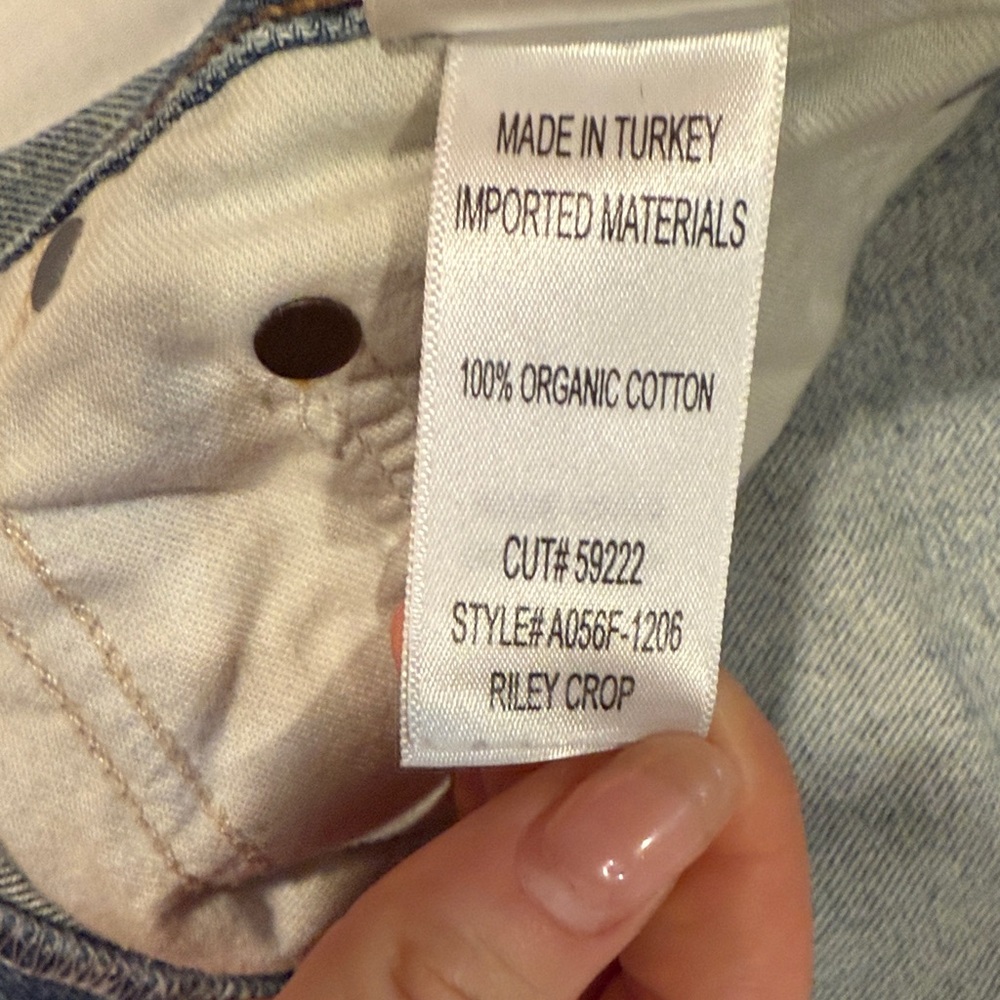 MADE IN TURKEY
IMPORTED MATERIALS
100% ORGANIC COTTON
CUT# 59222
STYLE# A056F-1206
RILEY CROP